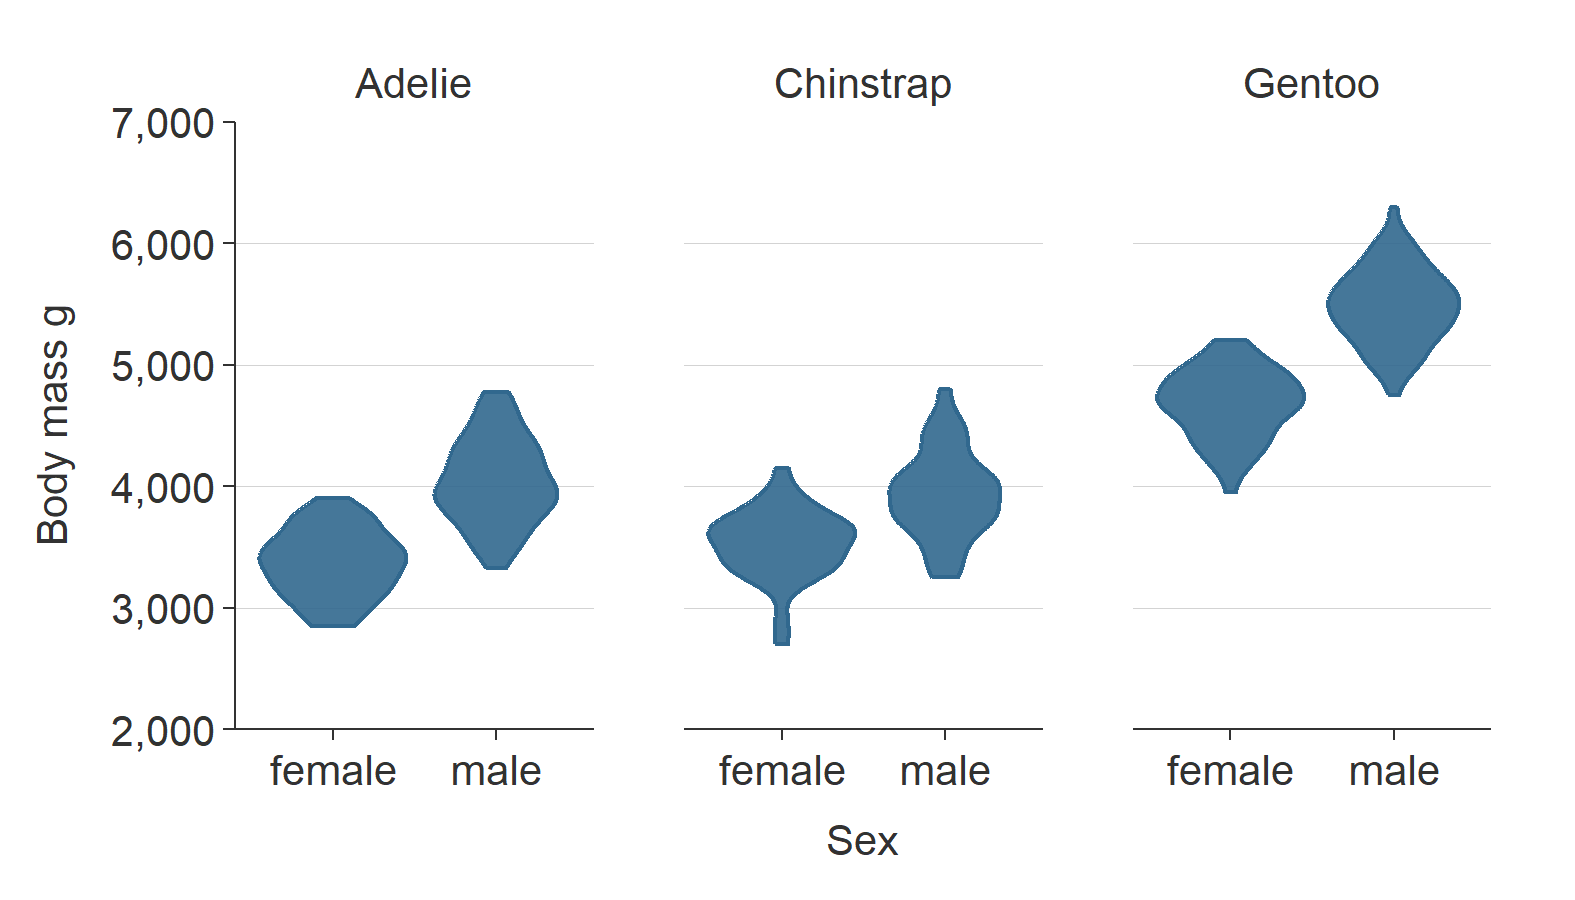 Adelie Chinstrap Gentoo
7,000
6,000
5,000
4,000
3,000
2,000
Body mass g
female male female male female male
Sex